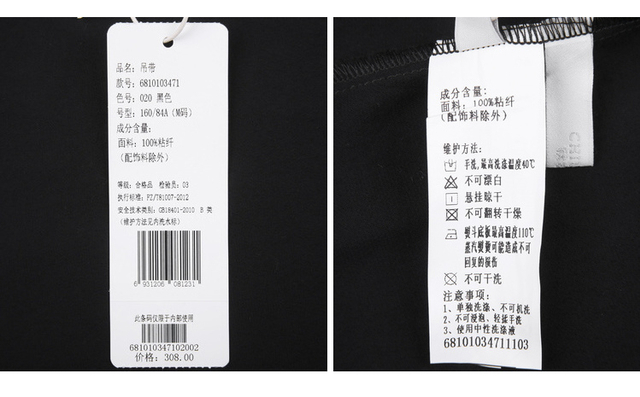 品名：吊带
款号：6810103471
色号：020 黑色
号型：160/84A（M码）
成分含量：
面料：100%粘纤
（配饰料除外）
等级：合格品 检验员：03
执行标准：FZ/T81007-2012
安全技术类别：GB18401-2010 B 类
（维护方法见内洗水标）
6 931206 081231
此条码仅限于内部使用
681010347102002
价格：308.00
成分含量：
面料：100%粘纤
（配饰料除外）
维护方法：
手洗，最高洗涤温度40℃
不可漂白
悬挂晾干
不可翻转干燥
熨斗底板最高温度110℃
蒸汽熨烫可能造成不可
回复的损伤
不可干洗
注意事项：
1、单独洗涤、不可机洗
2、不可浸泡、轻揉手洗
3、使用中性洗涤液
68101034711103